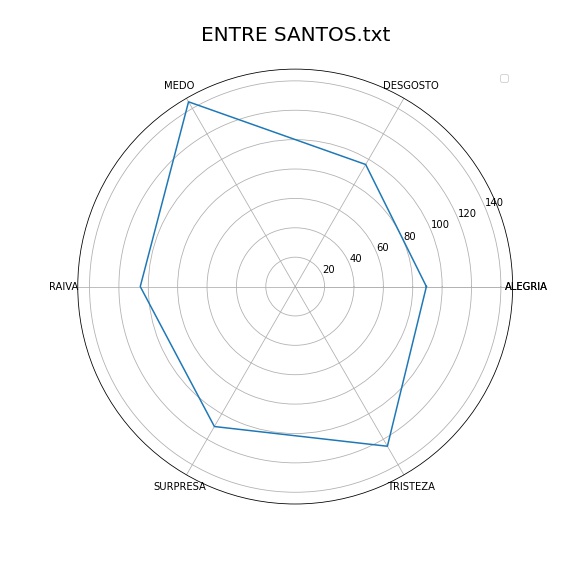 ENTRE SANTOS.txt
MEDO
DESGOSTO
140
120
100
80
60
40
20
RAIVA
ALEGRIA
SURPRESA
TRISTEZA